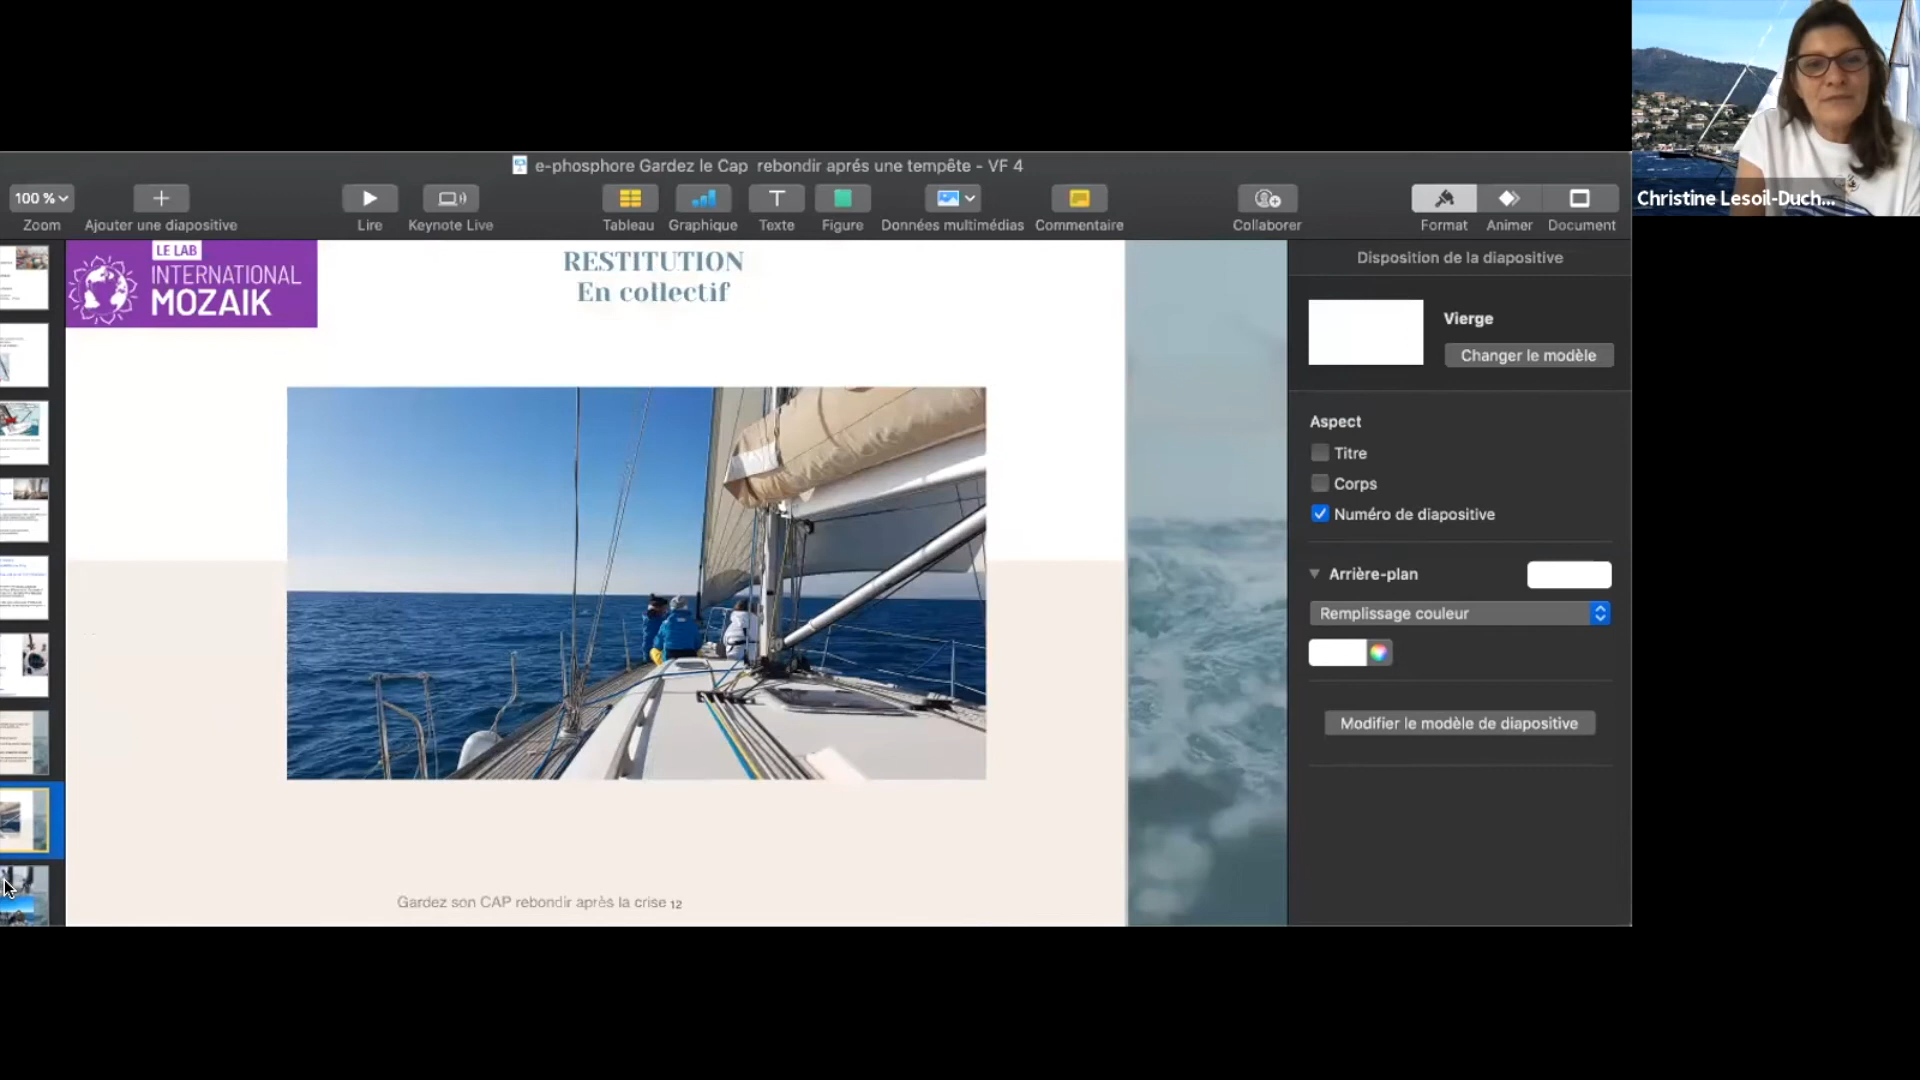 e-phosphore Gardez le Cap rebondir aprés une tempête - VF 4
100 %
Zoom
Ajouter une diapositive
Lire
Keynote Live
Tableau
Graphique
Texte
Figure
Données multimédias
Commentaire
Collaborer
Format
Animer
Document
Christine Lesoil-Duch...
LE LAB
INTERNATIONAL
MOZAIK
RESTITUTION
En collectif
Gardez son CAP rebondir après la crise 12
Disposition de la diapositive
Vierge
Changer le modèle
Aspect
Titre
Corps
Numéro de diapositive
Arrière-plan
Remplissage couleur
Modifier le modèle de diapositive